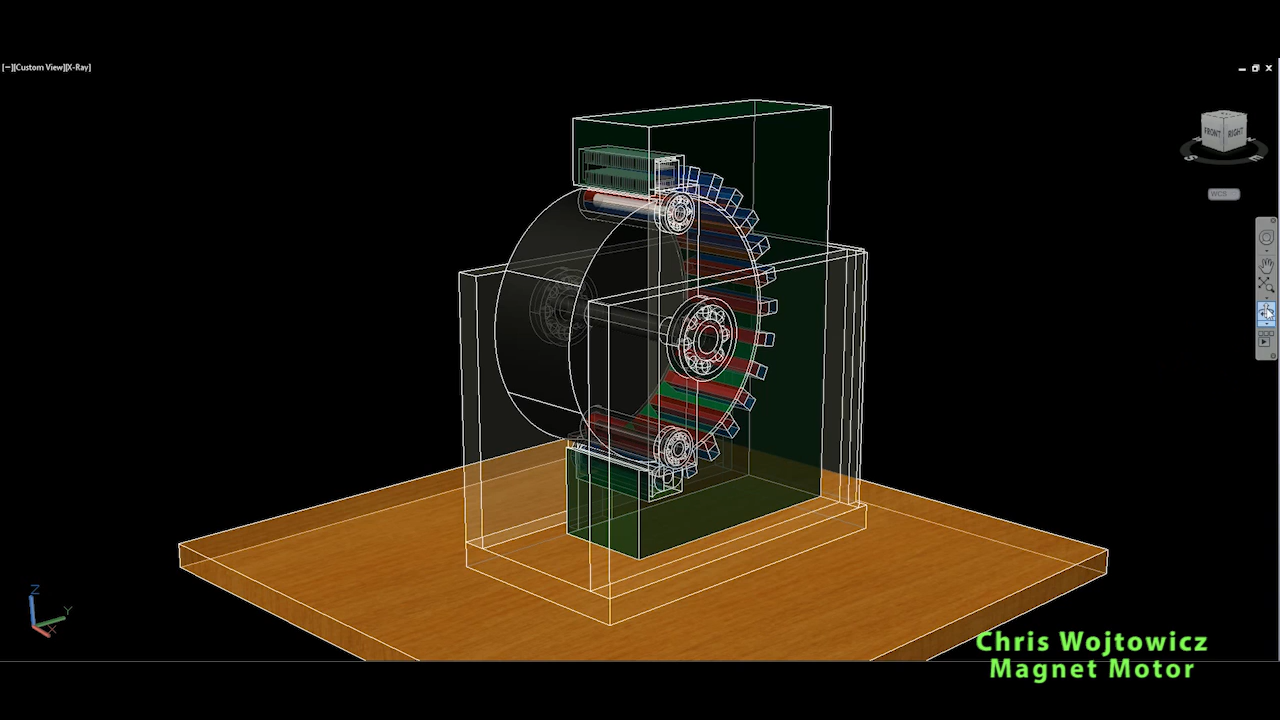 [−][Custom View][X-Ray]
FRONT RIGHT
S E
WCS
Z
Y
X
Chris Wojtowicz
Magnet Motor